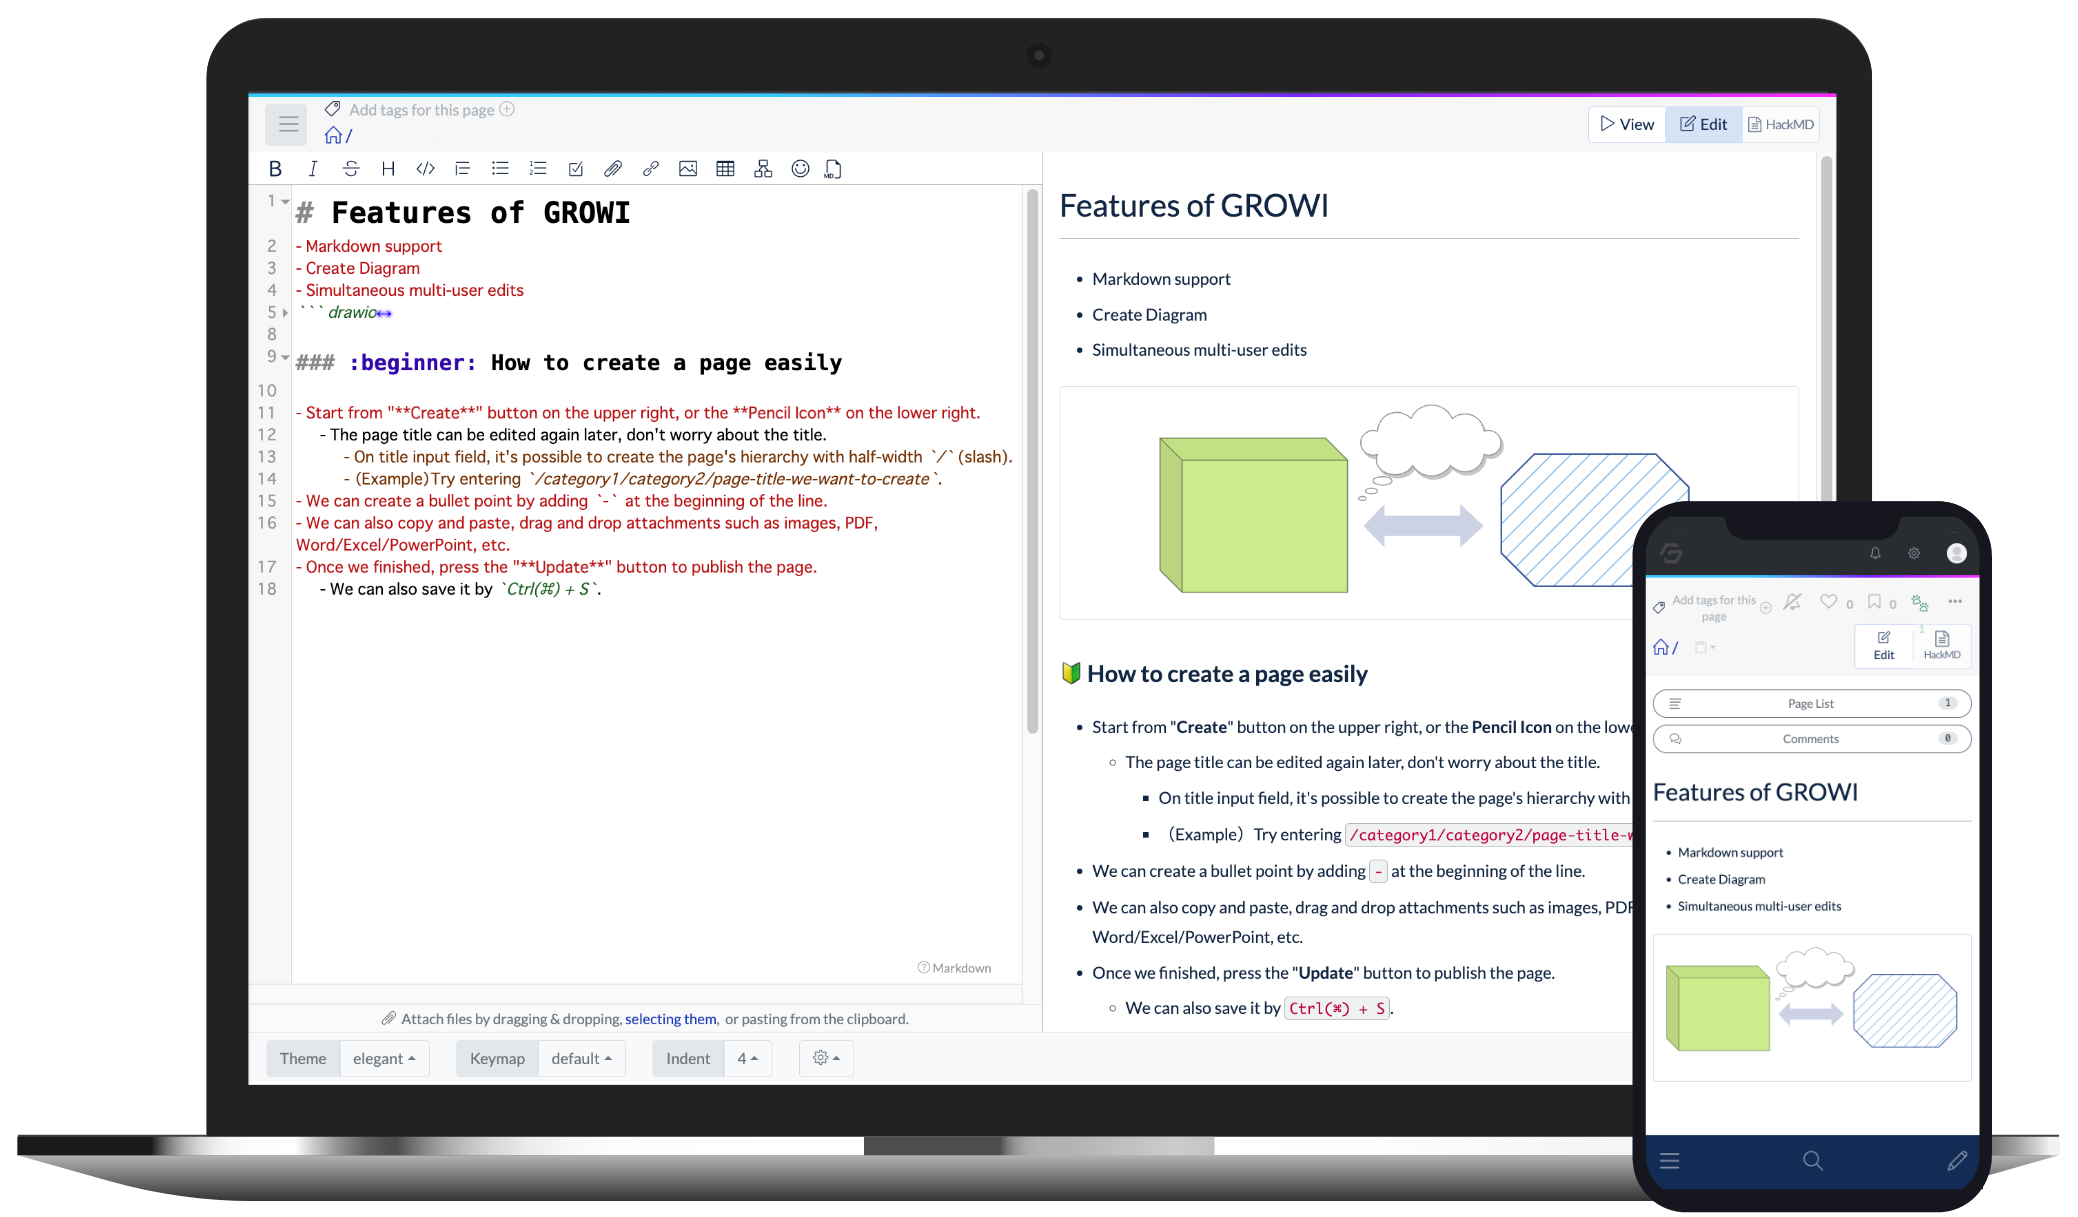 Add tags for this page
/
View Edit HackMD
B I S H </> MD
1 # Features of GROWI
2 - Markdown support
3 - Create Diagram
4 - Simultaneous multi-user edits
5 ``` drawio↔
8
9 ### :beginner: How to create a page easily
10
11 - Start from "**Create**" button on the upper right, or the **Pencil Icon** on the lower right.
12 - The page title can be edited again later, don't worry about the title.
13 - On title input field, it's possible to create the page's hierarchy with half-width `/` (slash).
14 - (Example)Try entering `/category1/category2/page-title-we-want-to-create`.
15 - We can create a bullet point by adding `-` at the beginning of the line.
16 - We can also copy and paste, drag and drop attachments such as images, PDF,
Word/Excel/PowerPoint, etc.
17 - Once we finished, press the "**Update**" button to publish the page.
18 - We can also save it by `Ctrl(⌘) + S`.
Markdown
Attach files by dragging & dropping, selecting them, or pasting from the clipboard.
Theme elegant Keymap default Indent 4
Features of GROWI
• Markdown support
• Create Diagram
• Simultaneous multi-user edits
🔰 How to create a page easily
• Start from "Create" button on the upper right, or the Pencil Icon on the lowe
◦ The page title can be edited again later, don't worry about the title.
▪ On title input field, it's possible to create the page's hierarchy with
▪ （Example）Try entering /category1/category2/page-title-w
• We can create a bullet point by adding - at the beginning of the line.
• We can also copy and paste, drag and drop attachments such as images, PDF
Word/Excel/PowerPoint, etc.
• Once we finished, press the "Update" button to publish the page.
◦ We can also save it by Ctrl(⌘) + S.
Add tags for this
page
0 0
1
/
Edit HackMD
Page List 1
Comments 0
Features of GROWI
• Markdown support
• Create Diagram
• Simultaneous multi-user edits